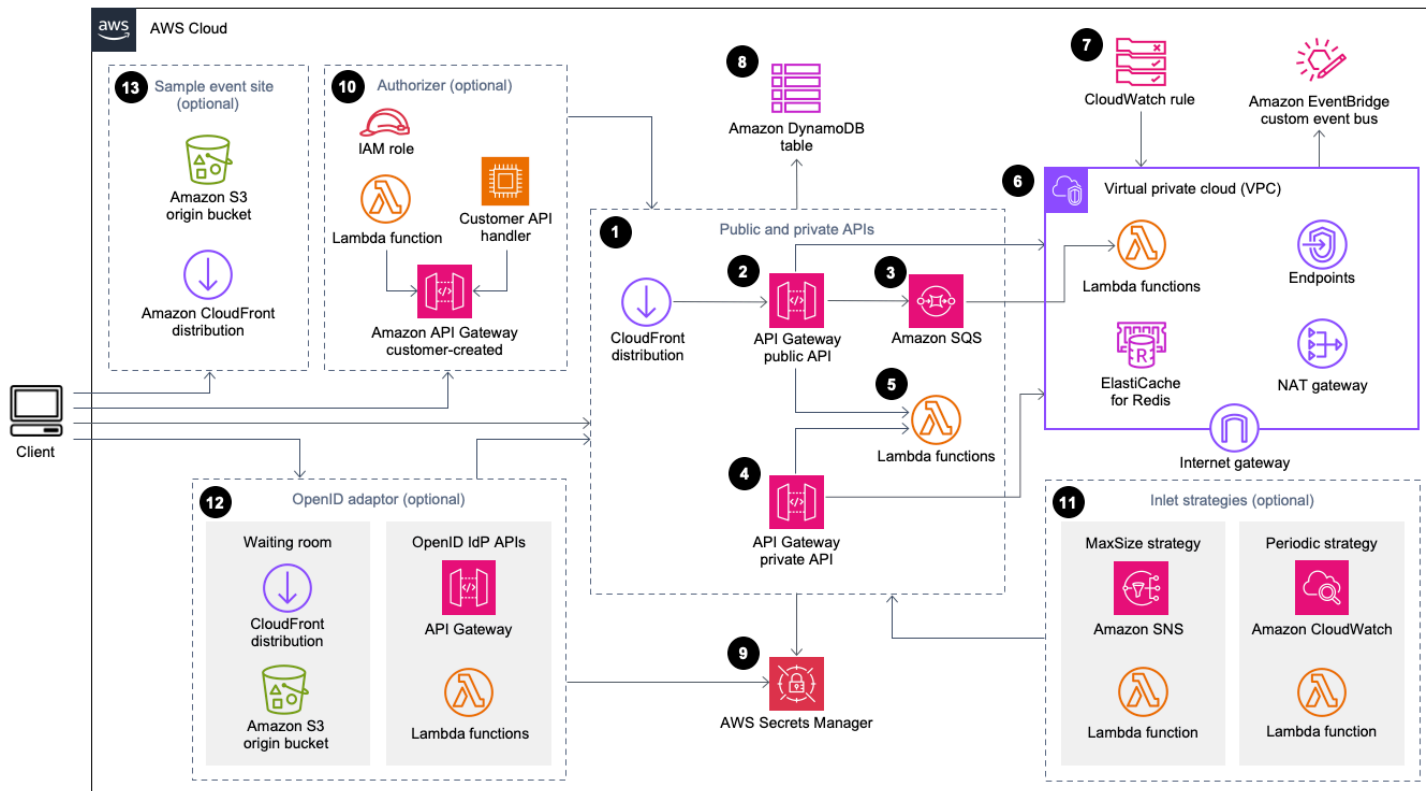 aws
AWS Cloud
13
Sample event site
(optional)
Amazon S3
origin bucket
Amazon CloudFront
distribution
10
Authorizer (optional)
IAM role
Lambda function
Customer API
handler
Amazon API Gateway
customer-created
8
Amazon DynamoDB
table
7
CloudWatch rule
Amazon EventBridge
custom event bus
1
Public and private APIs
CloudFront
distribution
2
API Gateway
public API
3
Amazon SQS
5
Lambda functions
4
API Gateway
private API
6
Virtual private cloud (VPC)
Lambda functions
Endpoints
R
ElastiCache
for Redis
NAT gateway
Internet gateway
Client
12
OpenID adaptor (optional)
Waiting room
CloudFront
distribution
Amazon S3
origin bucket
OpenID IdP APIs
API Gateway
Lambda functions
9
AWS Secrets Manager
11
Inlet strategies (optional)
MaxSize strategy
Amazon SNS
Lambda function
Periodic strategy
Amazon CloudWatch
Lambda function